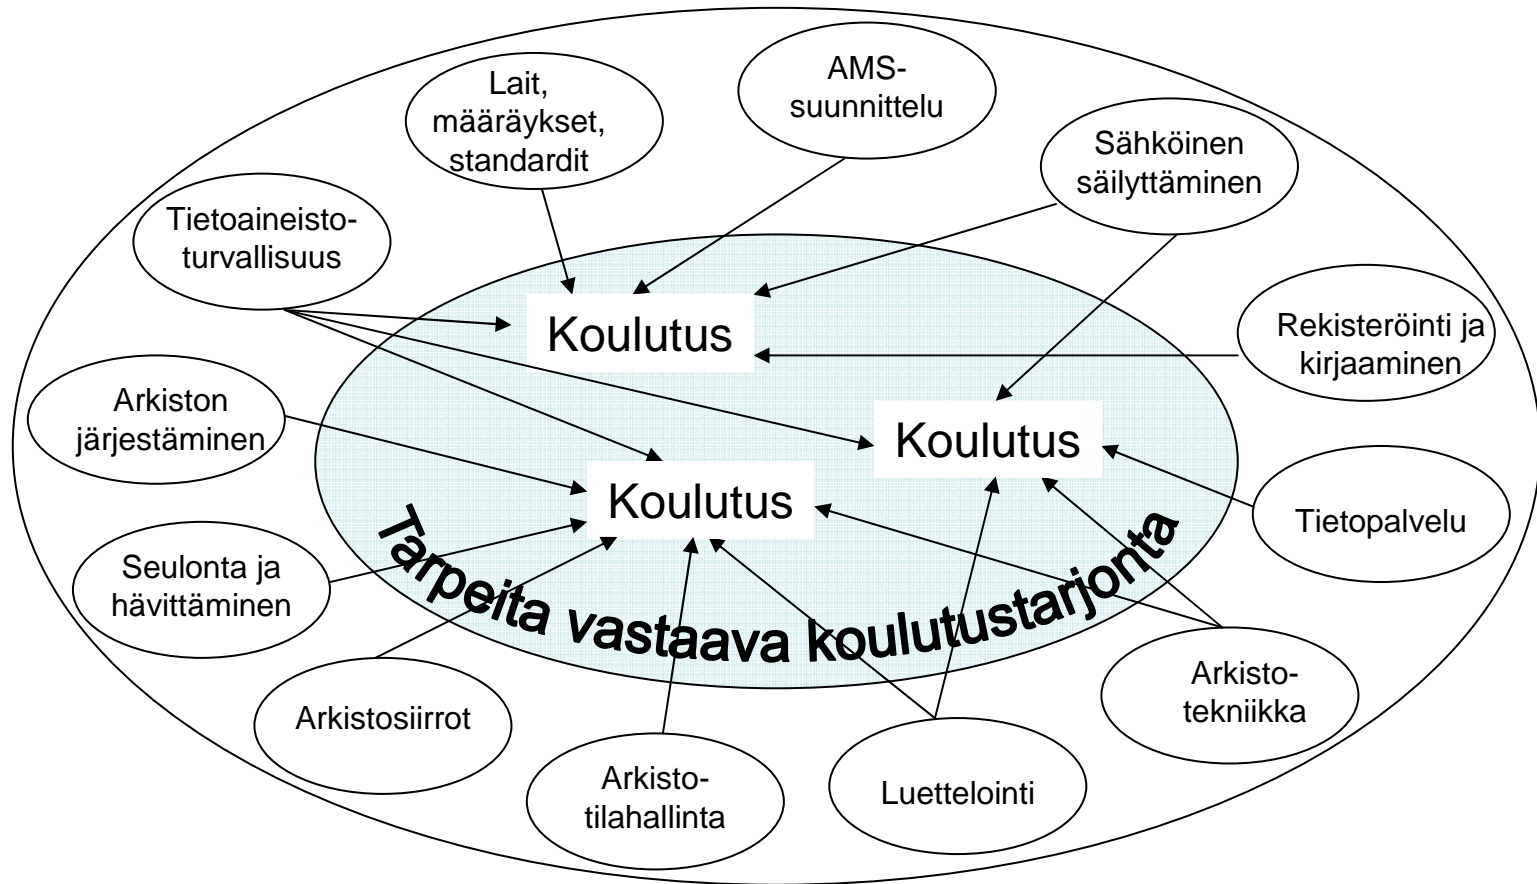 Lait,
määräykset,
standardit
AMS-
suunnittelu
Sähköinen
säilyttäminen
Tietoaineisto-
turvallisuus
Koulutus
Rekisteröinti ja
kirjaaminen
Arkiston
järjestäminen
Koulutus
Koulutus
Tietopalvelu
Seulonta ja
hävittäminen
Tarpeita vastaava koulutustarjonta
Arkistosiirrot
Arkisto-
tilahallinta
Luettelointi
Arkisto-
tekniikka